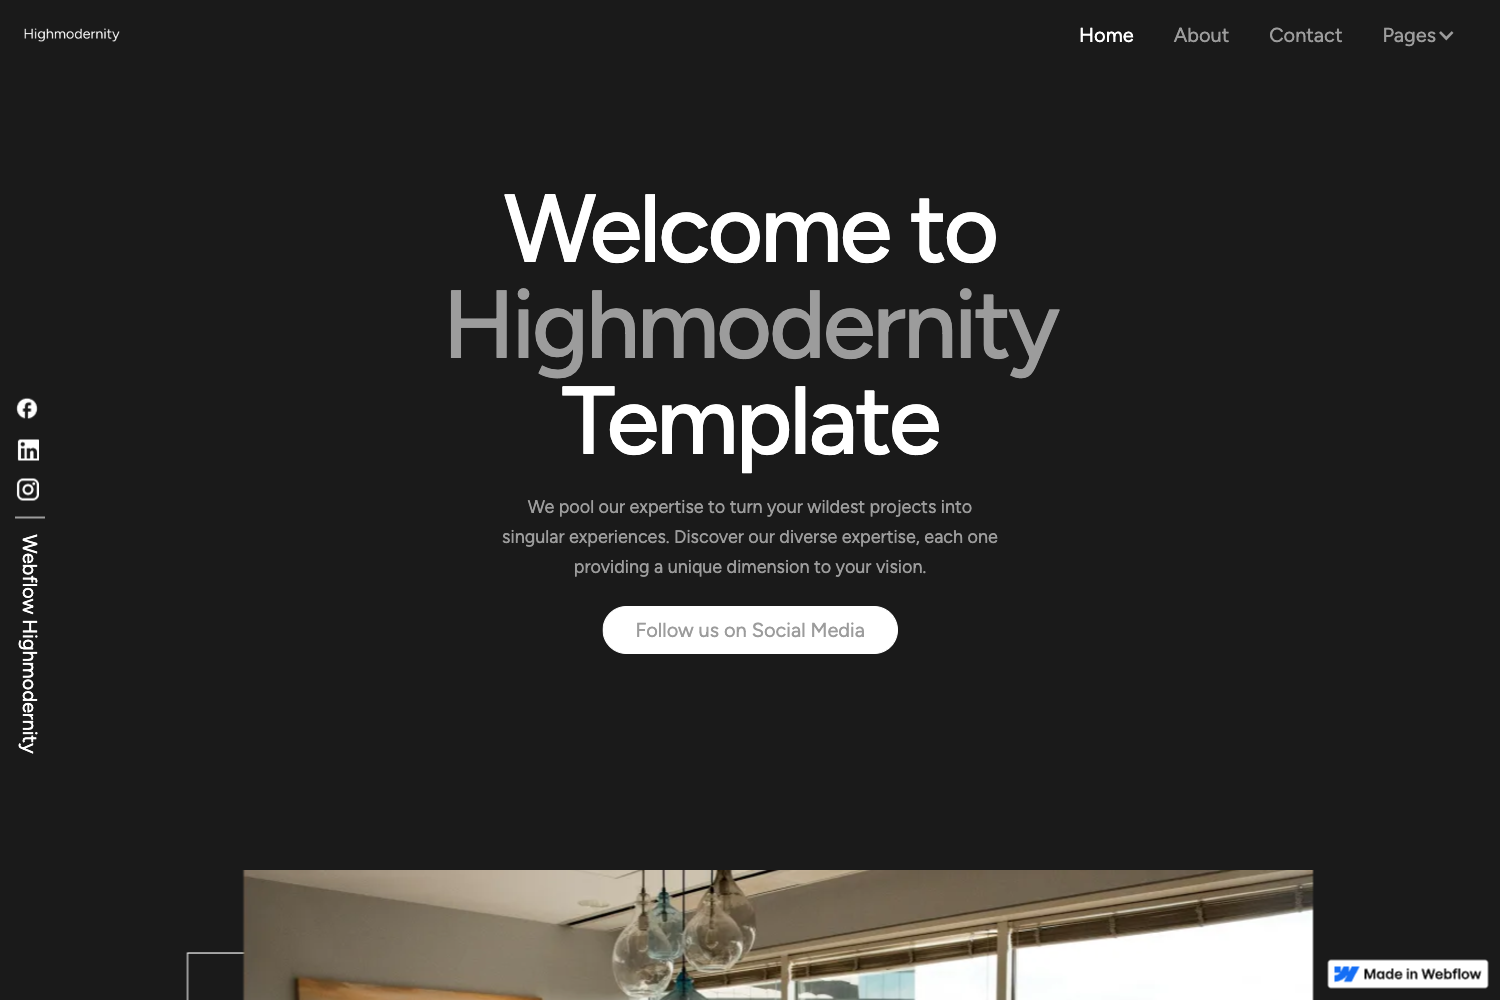 Highmodernity
Home
About
Contact
Pages
Welcome to
Highmodernity
Template
We pool our expertise to turn your wildest projects into
singular experiences. Discover our diverse expertise, each one
providing a unique dimension to your vision.
Follow us on Social Media
Webflow Highmodernity
Made in Webflow